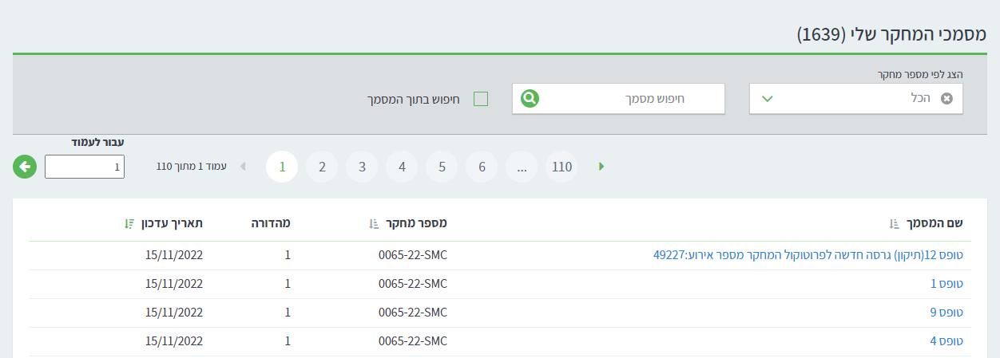 מסמכי המחקר שלי (1639)
הצג לפי מספר מחקר
הכל חיפוש מסמך חיפוש בתוך המסמך
עבור לעמוד
1 2 3 4 5 6 ... 110 עמוד 1 מתוך 110 1
שם המסמך מספר מחקר מהדורה תאריך עדכון
טופס 12(תיקון) גרסה חדשה לפרוטוקול המחקר מספר אירוע:49227 0065-22-SMC 1 15/11/2022
טופס 1 0065-22-SMC 1 15/11/2022
טופס 9 0065-22-SMC 1 15/11/2022
טופס 4 0065-22-SMC 1 15/11/2022